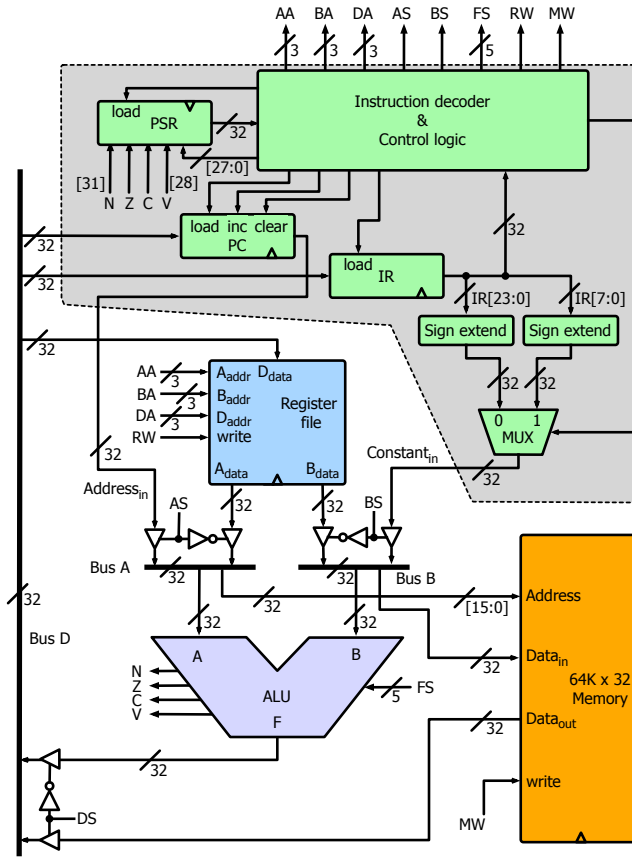 AA BA DA AS BS FS RW MW
3 3 3 5
Instruction decoder
&
Control logic
load
PSR
32
[31] [28] [27:0]
N Z C V
32
load inc clear
PC
32
32
load
IR
IR[23:0] IR[7:0]
Sign extend Sign extend
32 32
0 1
MUX
32
AA 3 Aaddr Ddata
BA 3 Baddr
DA 3 Daddr
RW write
Register
file
Adata Bdata
Constantin
32
32
Addressin
32 32
AS BS
Bus A 32 32 Bus B
32 32 32 [15:0] Address
32
Bus D
A B
32 Datain
N
Z
C
V
ALU
5 FS
64K x 32
Memory
F
32 Dataout
32
write
MW
DS